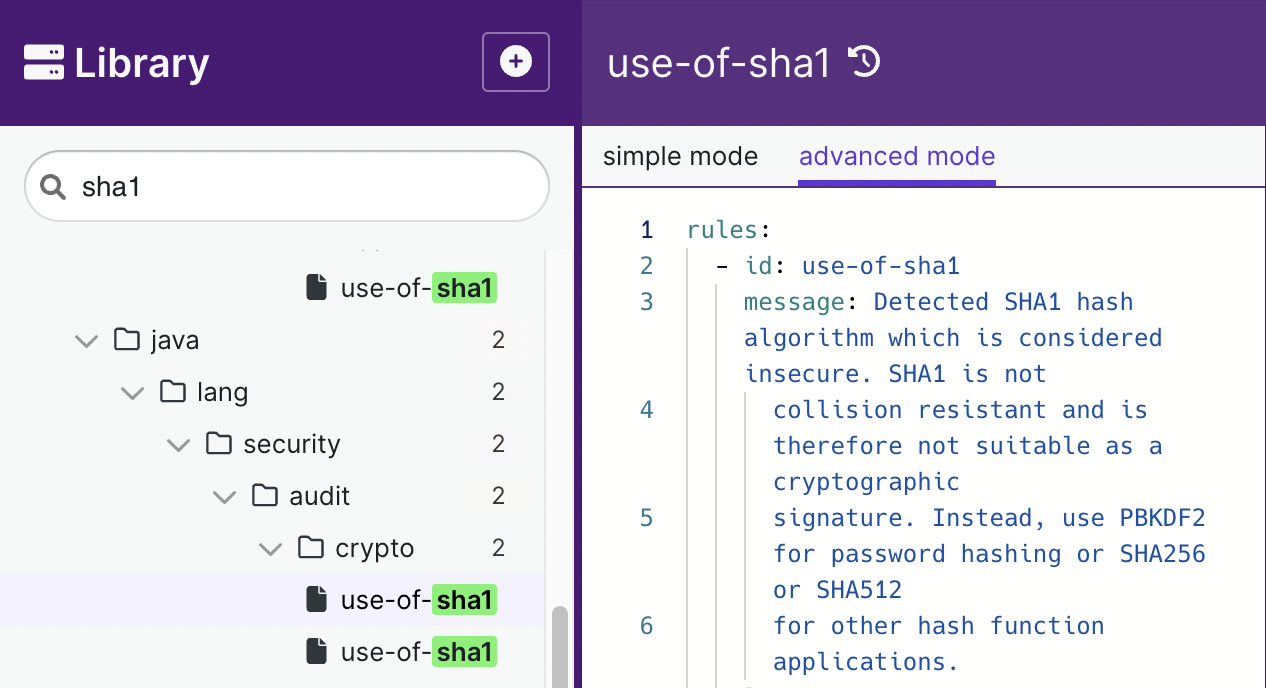 Library
use-of-sha1
sha1
use-of-sha1
java 2
lang 2
security 2
audit 2
crypto 2
use-of-sha1
use-of-sha1
simple mode advanced mode
1 rules:
2 - id: use-of-sha1
3 message: Detected SHA1 hash
algorithm which is considered
insecure. SHA1 is not
4 collision resistant and is
therefore not suitable as a
cryptographic
5 signature. Instead, use PBKDF2
for password hashing or SHA256
or SHA512
6 for other hash function
applications.